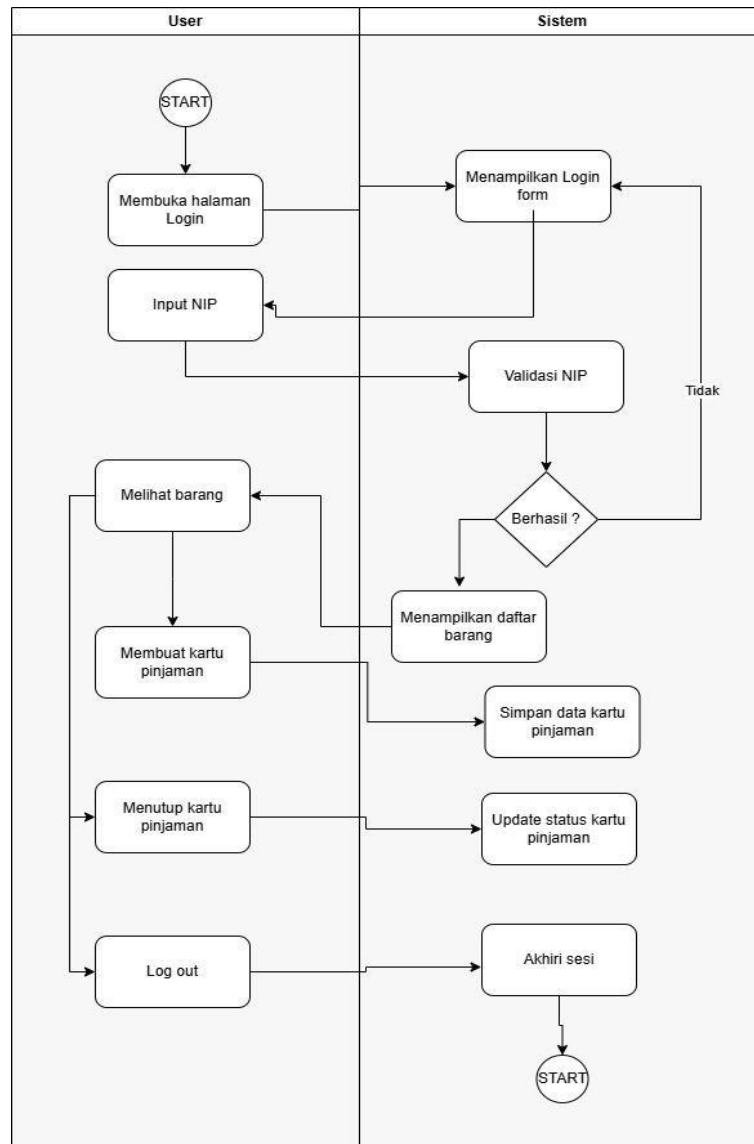 User
Sistem
START
Membuka halaman
Login
Menampilkan Login
form
Input NIP
Validasi NIP
Tidak
Berhasil ?
Melihat barang
Menampilkan daftar
barang
Membuat kartu
pinjaman
Simpan data kartu
pinjaman
Menutup kartu
pinjaman
Update status kartu
pinjaman
Log out
Akhiri sesi
START